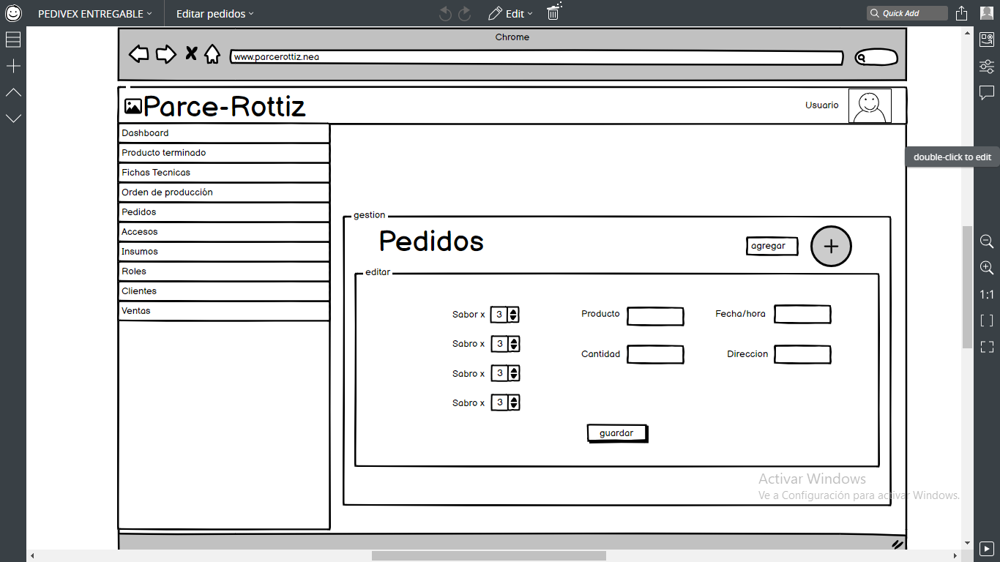 PEDIVEX ENTREGABLE
Editar pedidos
Edit
Quick Add
Chrome
www.parcerottiz.nea
Parce-Rottiz
Usuario
Dashboard
Producto terminado
Fichas Tecnicas
Orden de producción
Pedidos
Accesos
Insumos
Roles
Clientes
Ventas
double-click to edit
gestion
Pedidos
agregar
editar
Sabor x 3
Producto
Fecha/hora
Sabro x 3
Cantidad
Direccion
Sabro x 3
Sabro x 3
guardar
1:1
Activar Windows
Ve a Configuración para activar Windows.